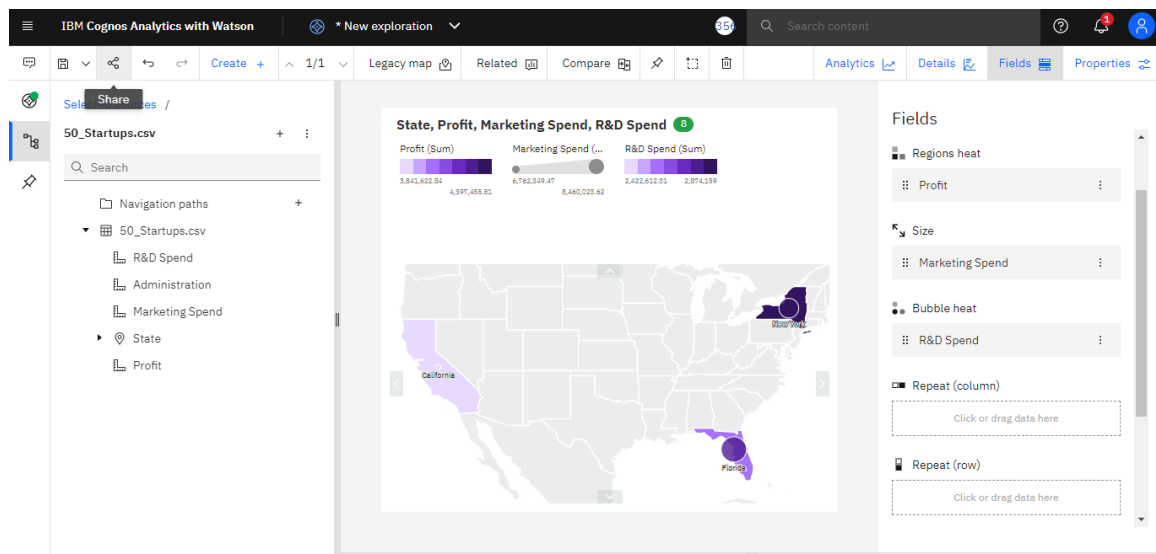 IBM Cognos Analytics with Watson
* New exploration
356
Search content
1
Create +
1/1
Legacy map
Related
Compare
Analytics
Details
Fields
Properties
Share
/
50_Startups.csv
Search
Navigation paths
50_Startups.csv
R&D Spend
Administration
Marketing Spend
State
Profit
State, Profit, Marketing Spend, R&D Spend 8
Profit (Sum)
Marketing Spend (...
R&D Spend (Sum)
3,841,622.84
4,397,455.81
6,762,349.47
8,460,023.62
2,422,612.31
2,874,159
New York
California
Florida
Fields
Regions heat
Profit
Size
Marketing Spend
Bubble heat
R&D Spend
Repeat (column)
Click or drag data here
Repeat (row)
Click or drag data here